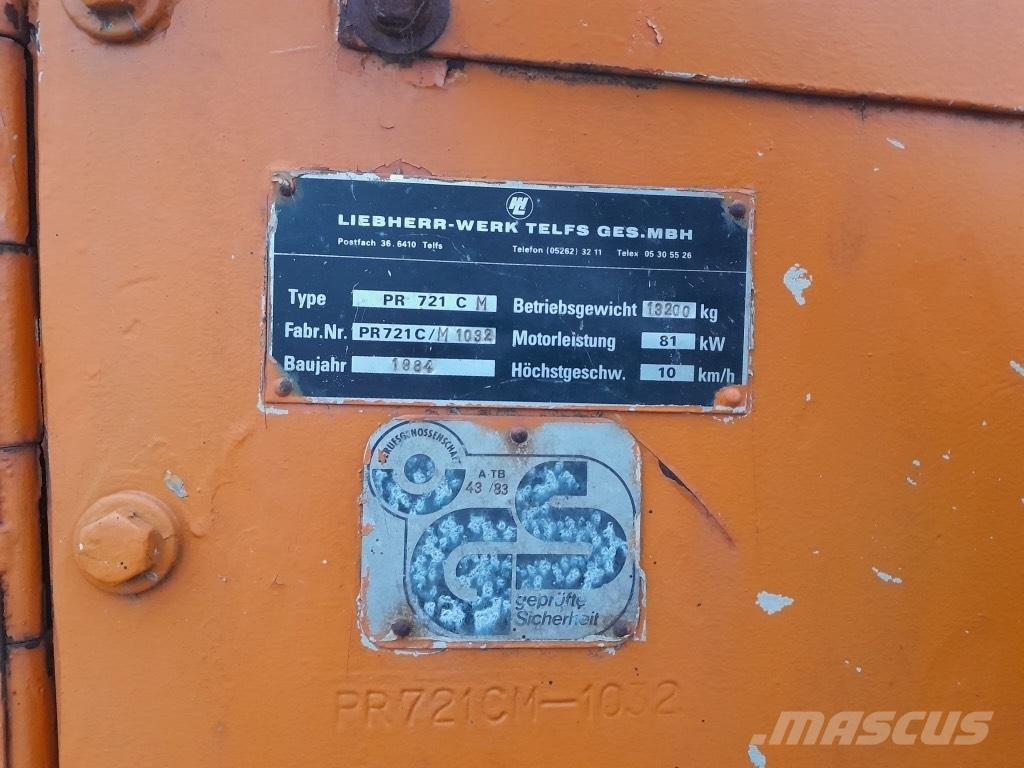 LIEBHERR-WERK TELFS GES.MBH
Postfach 36. 6410 Telfs Telefon (05262) 32 11 Telex 05 30 55 26
Type PR 721 C M Betriebsgewicht 13200 kg
Fabr.Nr. PR721C/M 1032 Motorleistung 81 kW
Baujahr 1984 Höchstgeschw. 10 km/h
BERUFSGENOSSENSCHAFT
A-TB
43/83
GS
geprüfte
Sicherheit
PR721CM-1032
.MASCUS